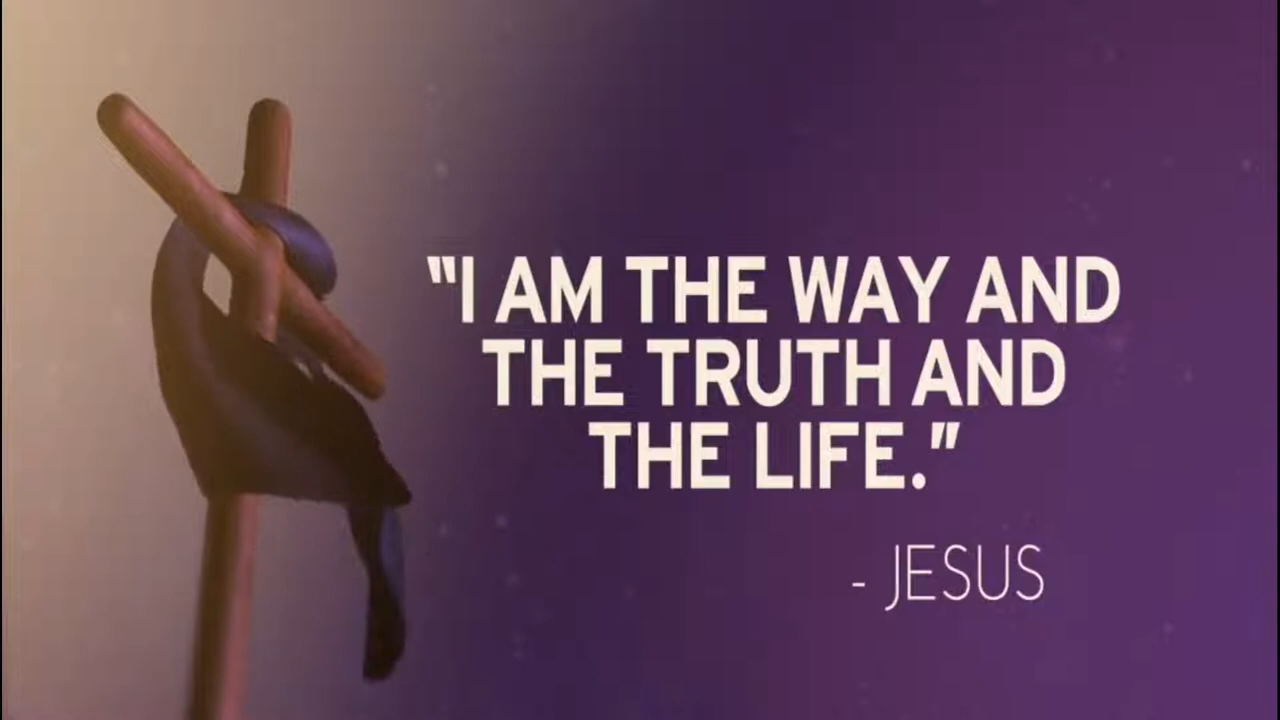 "I AM THE WAY AND
THE TRUTH AND
THE LIFE."
- JESUS